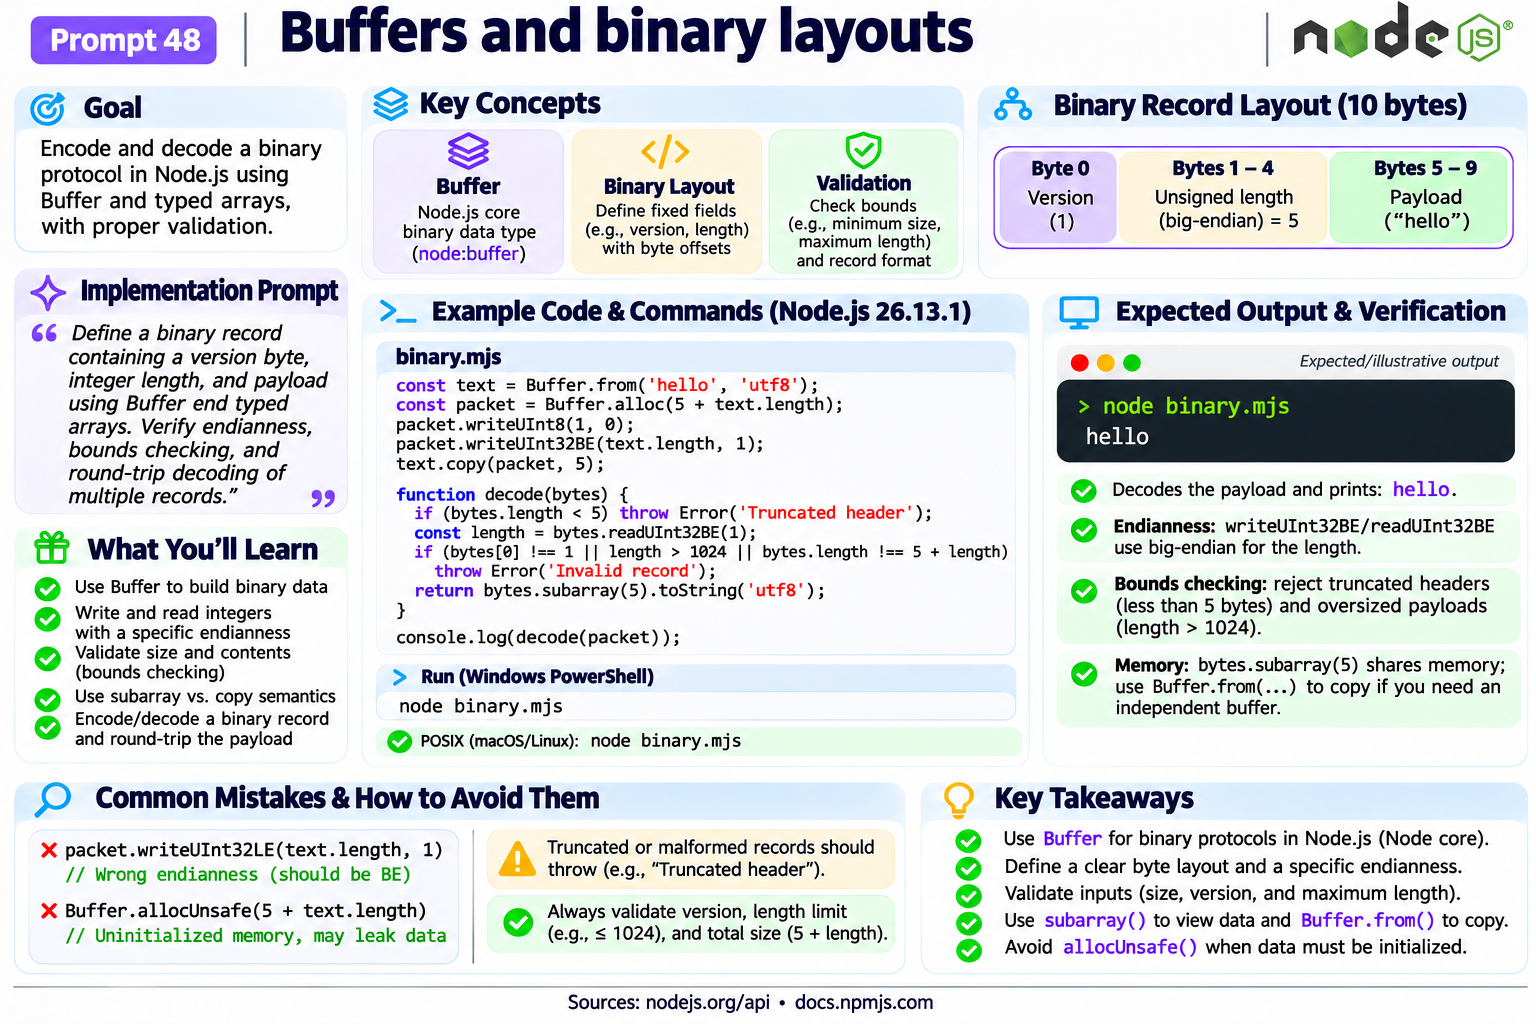 Prompt 48
Buffers and binary layouts
node
JS
®
Goal
Encode and decode a binary
protocol in Node.js using
Buffer and typed arrays,
with proper validation.
Key Concepts
Buffer
Node.js core
binary data type
(node:buffer)
Binary Layout
Define fixed fields
(e.g., version, length)
with byte offsets
Validation
Check bounds
(e.g., minimum size,
maximum length)
and record format
Binary Record Layout (10 bytes)
Byte 0
Version
(1)
Bytes 1 – 4
Unsigned length
(big-endian) = 5
Bytes 5 – 9
Payload
(“hello”)
Implementation Prompt
“ Define a binary record
containing a version byte,
integer length, and payload
using Buffer end typed
arrays. Verify endianness,
bounds checking, and
round-trip decoding of
multiple records.” ”
What You’ll Learn
Use Buffer to build binary data
Write and read integers
with a specific endianness
Validate size and contents
(bounds checking)
Use subarray vs. copy semantics
Encode/decode a binary record
and round-trip the payload
Example Code & Commands (Node.js 26.13.1)
binary.mjs
const text = Buffer.from('hello', 'utf8');
const packet = Buffer.alloc(5 + text.length);
packet.writeUInt8(1, 0);
packet.writeUInt32BE(text.length, 1);
text.copy(packet, 5);
function decode(bytes) {
if (bytes.length < 5) throw Error('Truncated header');
const length = bytes.readUInt32BE(1);
if (bytes[0] !== 1 || length > 1024 || bytes.length !== 5 + length)
throw Error('Invalid record');
return bytes.subarray(5).toString('utf8');
}
console.log(decode(packet));
Run (Windows PowerShell)
node binary.mjs
POSIX (macOS/Linux): node binary.mjs
Expected Output & Verification
Expected/illustrative output
> node binary.mjs
hello
Decodes the payload and prints: hello.
Endianness: writeUInt32BE/readUInt32BE
use big-endian for the length.
Bounds checking: reject truncated headers
(less than 5 bytes) and oversized payloads
(length > 1024).
Memory: bytes.subarray(5) shares memory;
use Buffer.from(...) to copy if you need an
independent buffer.
Common Mistakes & How to Avoid Them
packet.writeUInt32LE(text.length, 1)
// Wrong endianness (should be BE)
Buffer.allocUnsafe(5 + text.length)
// Uninitialized memory, may leak data
Truncated or malformed records should
throw (e.g., “Truncated header”).
Always validate version, length limit
(e.g., ≤ 1024), and total size (5 + length).
Key Takeaways
Use Buffer for binary protocols in Node.js (Node core).
Define a clear byte layout and a specific endianness.
Validate inputs (size, version, and maximum length).
Use subarray() to view data and Buffer.from() to copy.
Avoid allocUnsafe() when data must be initialized.
Sources: nodejs.org/api • docs.npmjs.com